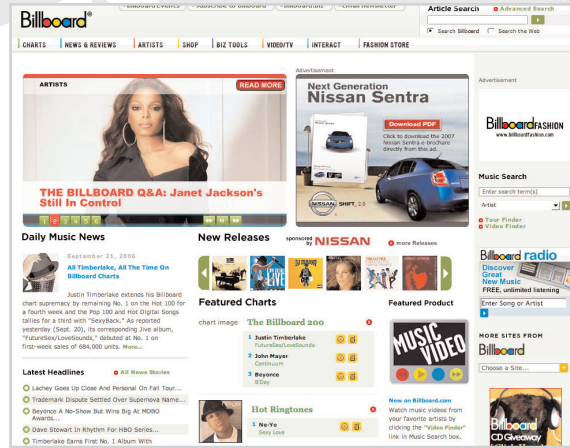 Billboard Events
Subscribe to Billboard
Billboard.biz
Email Newsletter
Billboard®
Article Search
Advanced Search
Search Billboard
Search the Web
CHARTS
NEWS & REVIEWS
ARTISTS
SHOP
BIZ TOOLS
VIDEO/TV
INTERACT
FASHION STORE
ARTISTS
READ MORE
THE BILLBOARD Q&A: Janet Jackson's
Still In Control
1 2 3 4 5 6
Advertisement
Next Generation
Nissan Sentra
Download PDF
Click to download the 2007
Nissan Sentra e-brochure
directly from this ad.
NISSAN
SHIFT_2.0
Advertisement
BillboardFASHION
www.billboardfashion.com
Music Search
Enter search term(s)
Artist
Tour Finder
Video Finder
Daily Music News
September 21, 2006
All Timberlake, All The Time On
Billboard Charts
Justin Timberlake extends his Billboard
chart supremacy by remaining No. 1 on the Hot 100 for
a fourth week and the Pop 100 and Hot Digital Songs
tallies for a third with "SexyBack." As reported
yesterday (Sept. 20), its corresponding Jive album,
"FutureSex/LoveSounds," debuted at No. 1 on
first-week sales of 684,000 units. More...
Latest Headlines
All News Stories
Lachey Goes Up Close And Personal On Fall Tour...
Trademark Dispute Settled Over Supernova Name...
Beyonce A No-Show But Wins Big At MOBO
Awards...
Dave Stewart In Rhythm For HBO Series...
Timberlake Earns First No. 1 Album With
New Releases
sponsored
by NISSAN
more Releases
LIVE
Featured Charts
chart image
The Billboard 200
1 Justin Timberlake
FutureSex/LoveSounds
2 John Mayer
Continuum
3 Beyonce
B'Day
Hot Ringtones
1 Ne-Yo
Sexy Love
Featured Product
MUSIC
VIDEO
New on Billboard.com
Watch music videos from
your favorite artists by
clicking the "Video Finder"
link in Music Search box.
Billboard radio
Discover
Great
New Music
FREE, unlimited listening
Enter Song or Artist
MORE SITES FROM
Billboard
Choose a Site...
Billboard
CD Giveaway